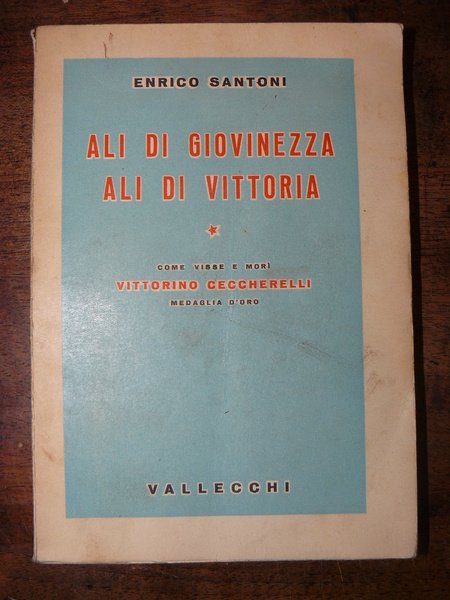 ENRICO SANTONI
ALI DI GIOVINEZZA
ALI DI VITTORIA
COME VISSE E MORÌ
VITTORINO CECCHERELLI
MEDAGLIA D'ORO
VALLECCHI